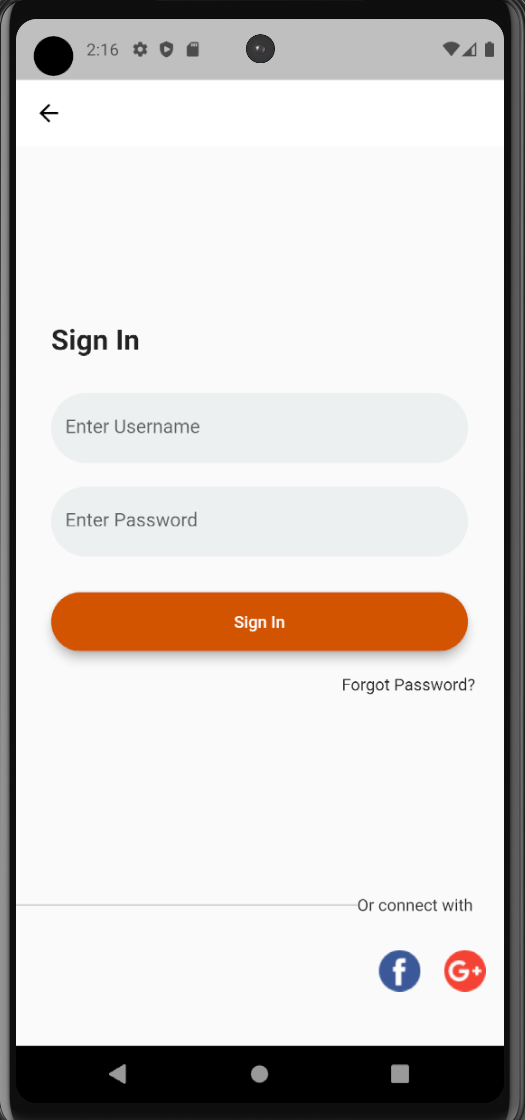 2:16
Sign In
Enter Username
Enter Password
Sign In
Forgot Password?
Or connect with
f
G+